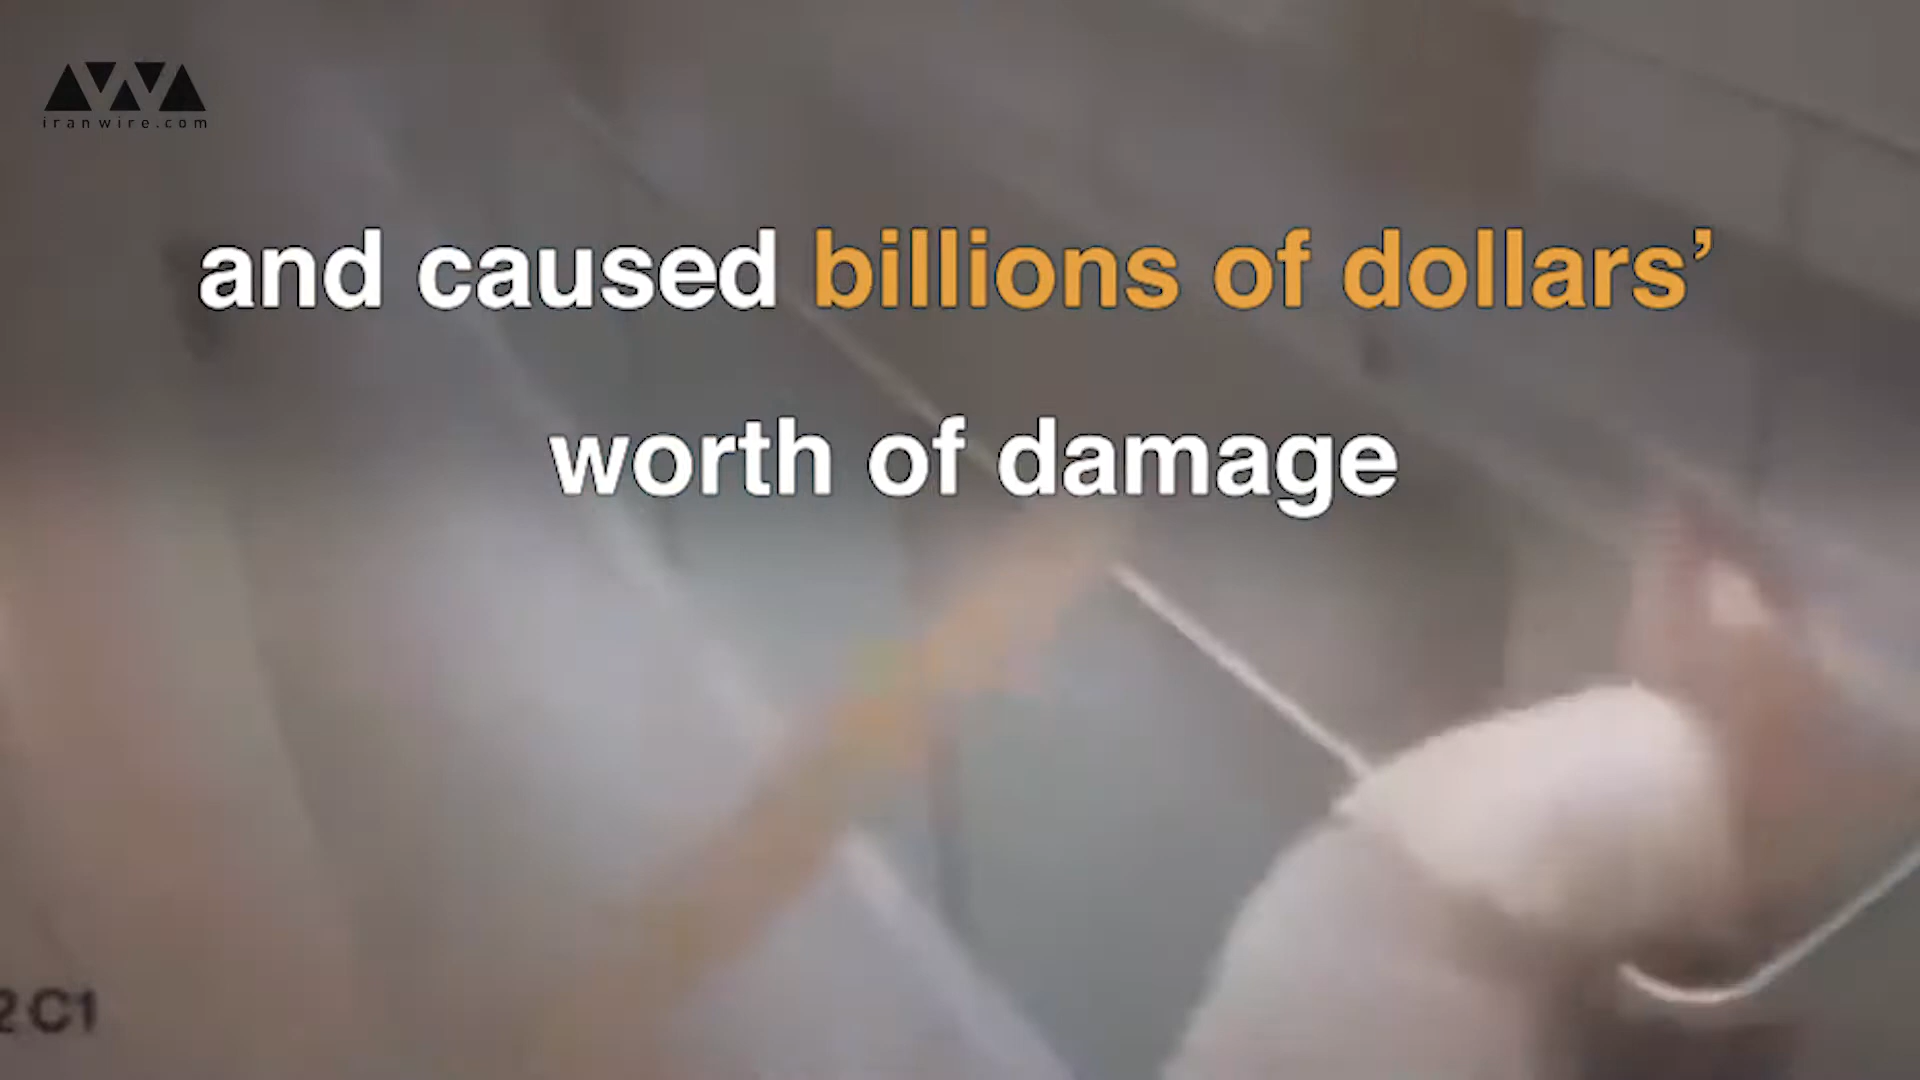 iranwire.com
and caused billions of dollars’
worth of damage
2 C1